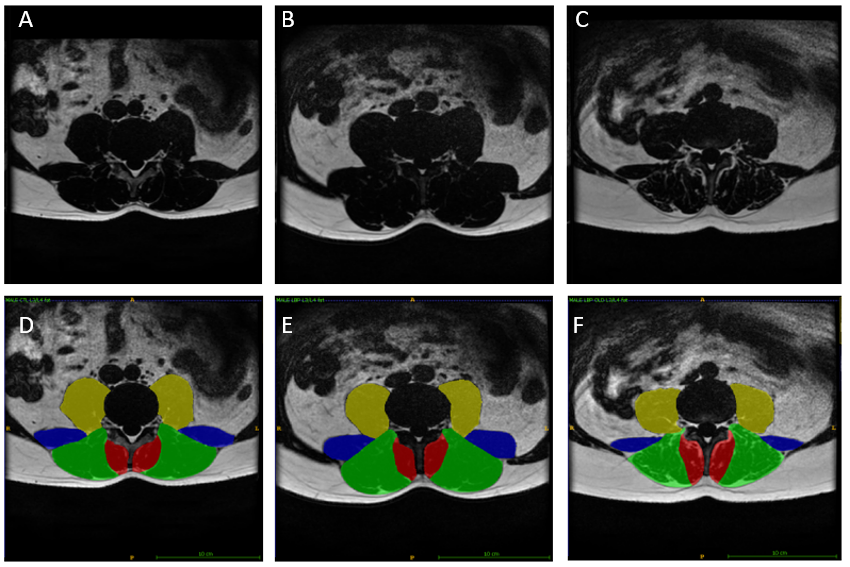 A
B
C
D
MALE CTL L3/L4 fat
A
R
L
P
10 cm
E
MALE LBP L3/L4 fat
A
R
P
10 cm
F
MALE LBP OLD L3/L4 fat
A
R
L
P
10 cm